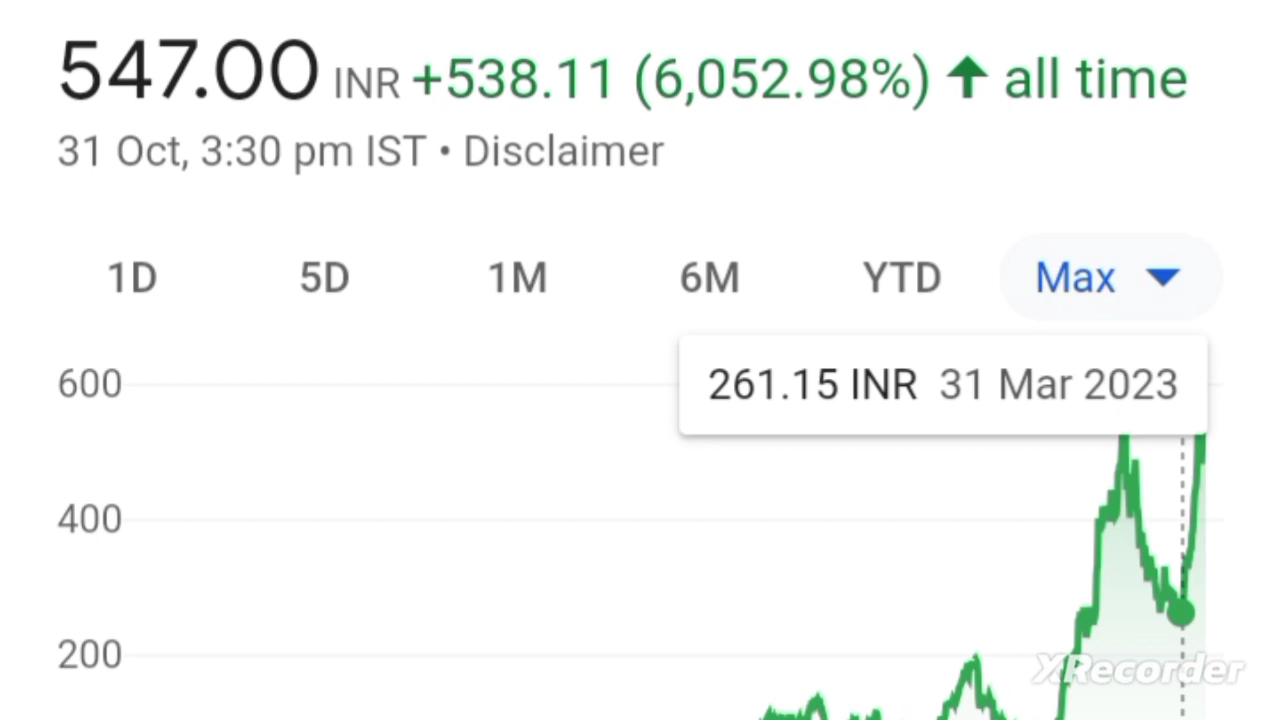 547.00 INR +538.11 (6,052.98%) ↑ all time
31 Oct, 3:30 pm IST • Disclaimer
1D 5D 1M 6M YTD Max
261.15 INR 31 Mar 2023
600
400
200
XRecorder